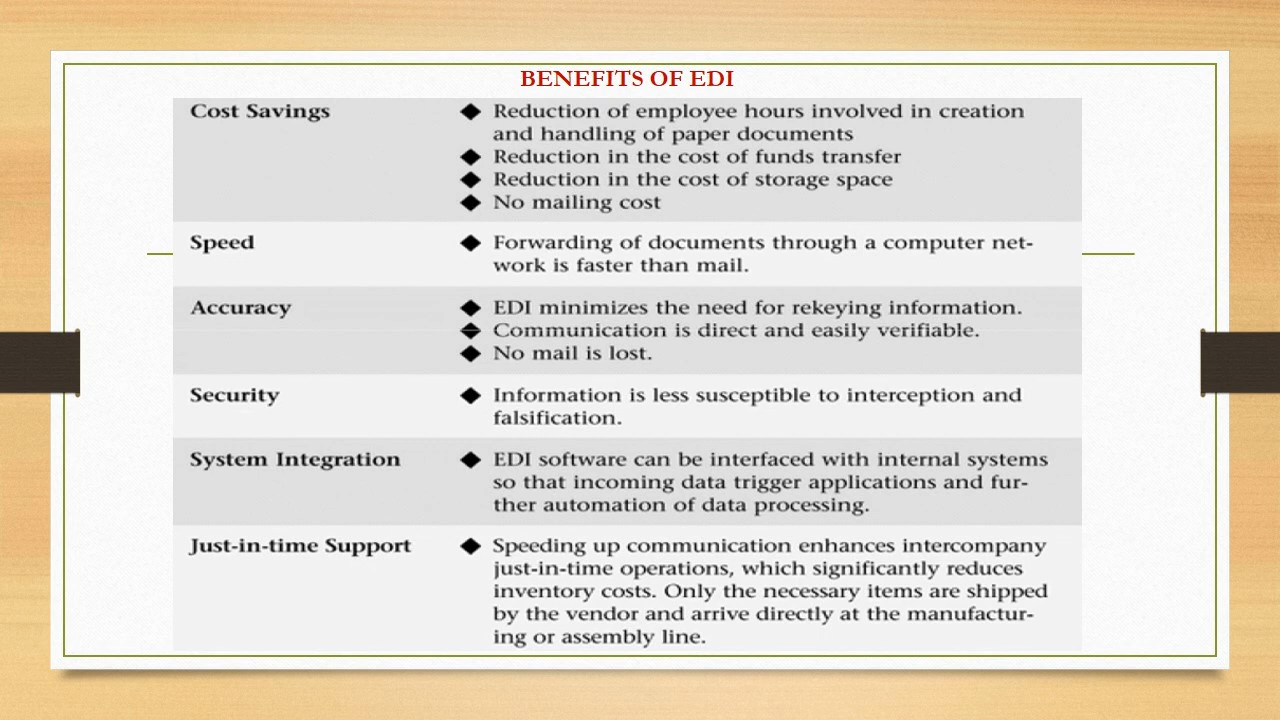 BENEFITS OF EDI
Cost Savings
◆ Reduction of employee hours involved in creation
and handling of paper documents
◆ Reduction in the cost of funds transfer
◆ Reduction in the cost of storage space
◆ No mailing cost
Speed
◆ Forwarding of documents through a computer net-
work is faster than mail.
Accuracy
◆ EDI minimizes the need for rekeying information.
◆ Communication is direct and easily verifiable.
◆ No mail is lost.
Security
◆ Information is less susceptible to interception and
falsification.
System Integration
◆ EDI software can be interfaced with internal systems
so that incoming data trigger applications and fur-
ther automation of data processing.
Just-in-time Support
◆ Speeding up communication enhances intercompany
just-in-time operations, which significantly reduces
inventory costs. Only the necessary items are shipped
by the vendor and arrive directly at the manufactur-
ing or assembly line.